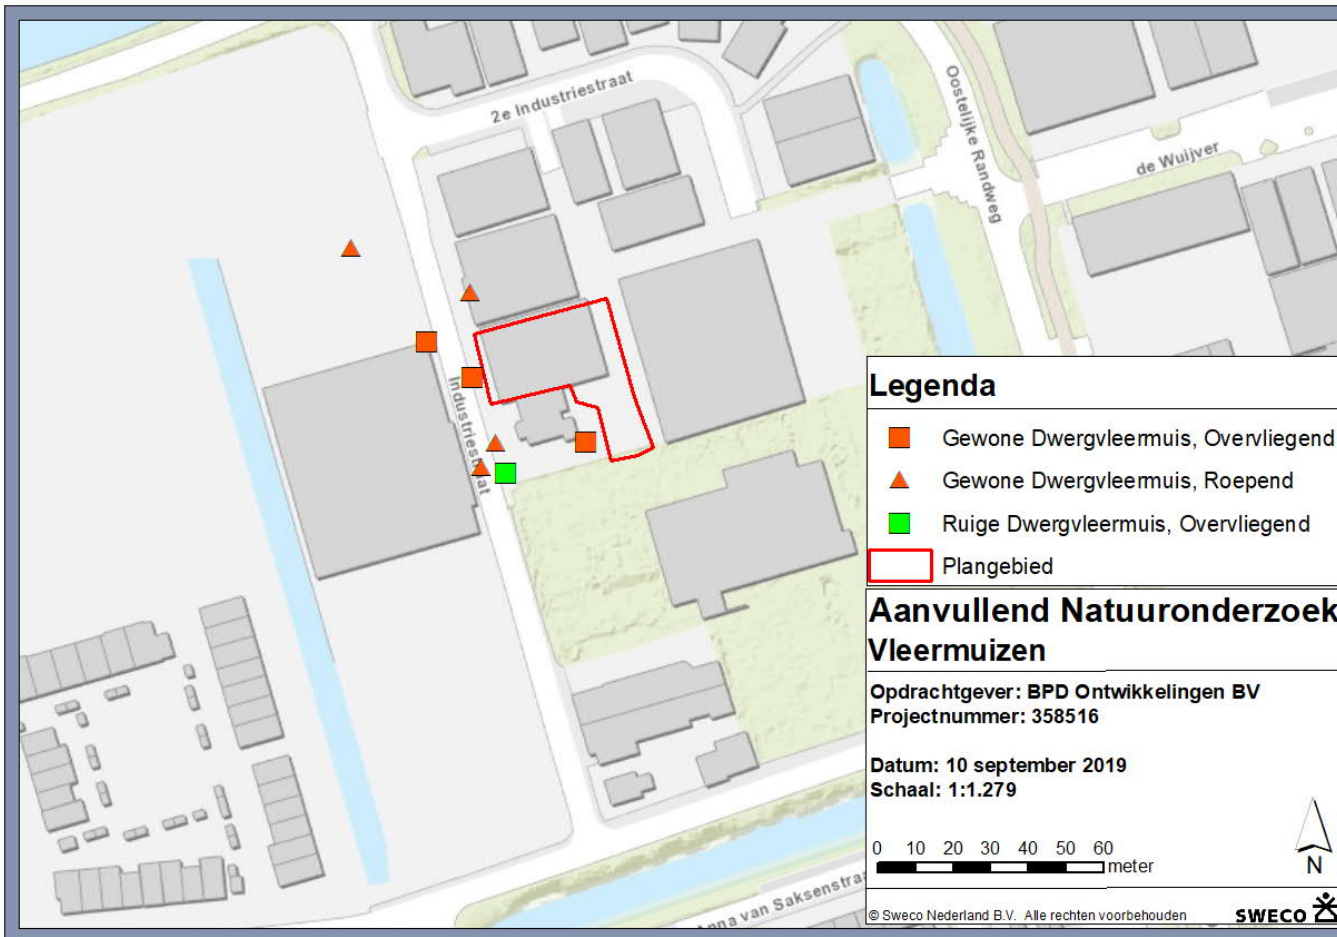 2e Industriestraat
Oostelijke Randweg
de Wuijver
Industriestraat
Legenda
Gewone Dwergvleermuis, Overvliegend
Gewone Dwergvleermuis, Roepend
Ruige Dwergvleermuis, Overvliegend
Plangebied
Aanvullend Natuuronderzoek
Vleermuizen
Opdrachtgever: BPD Ontwikkelingen BV
Projectnummer: 358516
Datum: 10 september 2019
Schaal: 1:1.279
0 10 20 30 40 50 60
meter
N
van Saksenstra
© Sweco Nederland B.V. Alle rechten voorbehouden
SWECO